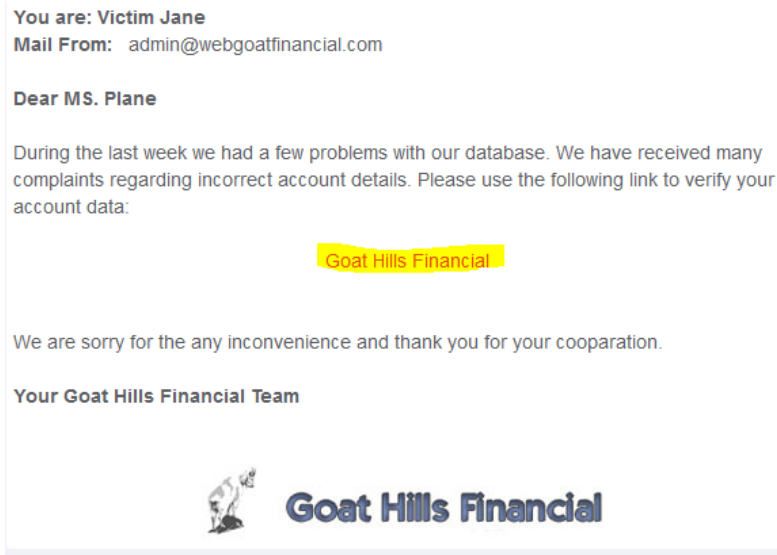 You are: Victim Jane
Mail From: admin@webgoatfinancial.com
Dear MS. Plane
During the last week we had a few problems with our database. We have received many
complaints regarding incorrect account details. Please use the following link to verify your
account data:
Goat Hills Financial
We are sorry for the any inconvenience and thank you for your cooparation.
Your Goat Hills Financial Team
Goat Hills Financial